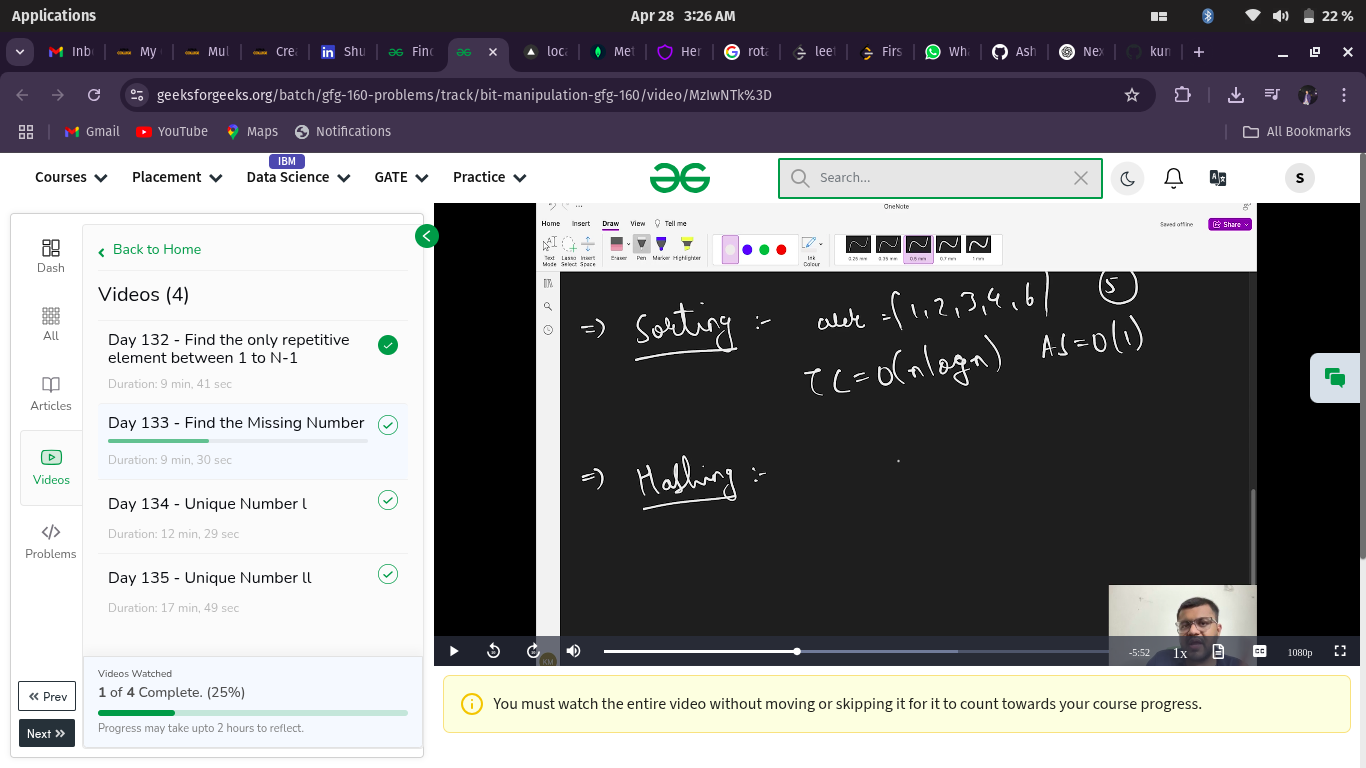 Applications
Apr 28 3:26 AM
22 %
Inb
My
Mul
Crea
Shu
Finc
loca
Met
Her
rota
leet
Firs
Wha
Ash
Nex
kun
geeksforgeeks.org/batch/gfg-160-problems/track/bit-manipulation-gfg-160/video/MzIwNTk%3D
Gmail
YouTube
Maps
Notifications
All Bookmarks
IBM
Courses
Placement
Data Science
GATE
Practice
Search...
S
Dash
All
Articles
Videos
Problems
Prev
Next
Back to Home
Videos (4)
Day 132 - Find the only repetitive
element between 1 to N-1
Duration: 9 min, 41 sec
Day 133 - Find the Missing Number
Duration: 9 min, 30 sec
Day 134 - Unique Number l
Duration: 12 min, 29 sec
Day 135 - Unique Number ll
Duration: 17 min, 49 sec
Videos Watched
1 of 4 Complete. (25%)
Progress may take upto 2 hours to reflect.
OneNote
Home Insert Draw View Tell me
Saved offline
Share
Text Mode
Lasso Select
Insert Space
Eraser
Pen
Marker
Highlighter
Ink Colour
0.25 mm
0.35 mm
0.5 mm
0.7 mm
1 mm
=> Sorting :- arr = {1, 2, 3, 4, 6} 5
TC = O(n logn) AS = O(1)
=> Hashing :-
KM
-5:52
1x
CC
1080p
You must watch the entire video without moving or skipping it for it to count towards your course progress.